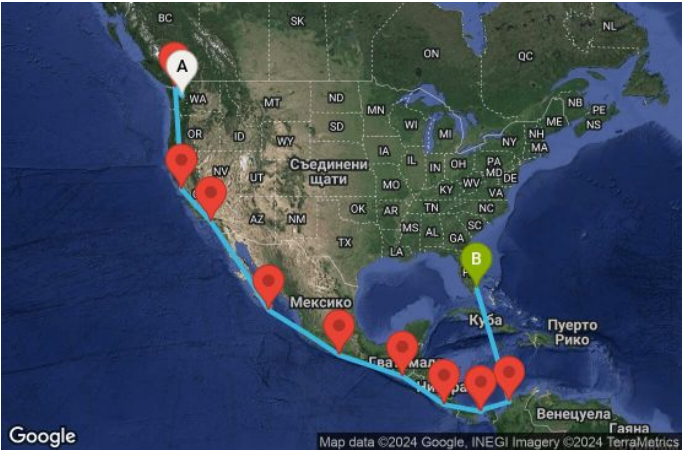 BC
SK
NL
ON
QC
A
WA
MT
ND
MN
NB
PE
NS
ME
OR
ID
SD
WI
MI
NH
NY
MA
WY
IA
IL
IN
OH
PA
MD
DE
NV
UT
Съединени
щати
MO
KY
WV
VA
AZ
NM
OK
AR
TN
NC
SC
MS
AL
GA
TX
LA
B
Мексико
Куба
Пуерто
Рико
Гватемала
Венецуела
Гаяна
Google
Map data ©2024 Google, INEGI Imagery ©2024 TerraMetrics